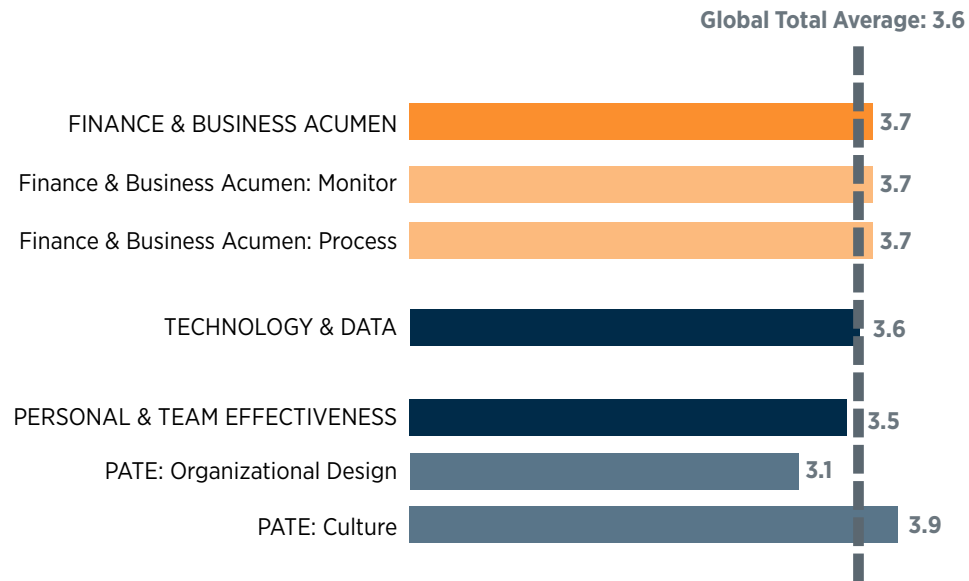 Global Total Average: 3.6
FINANCE & BUSINESS ACUMEN 3.7
Finance & Business Acumen: Monitor 3.7
Finance & Business Acumen: Process 3.7
TECHNOLOGY & DATA 3.6
PERSONAL & TEAM EFFECTIVENESS 3.5
PATE: Organizational Design 3.1
PATE: Culture 3.9